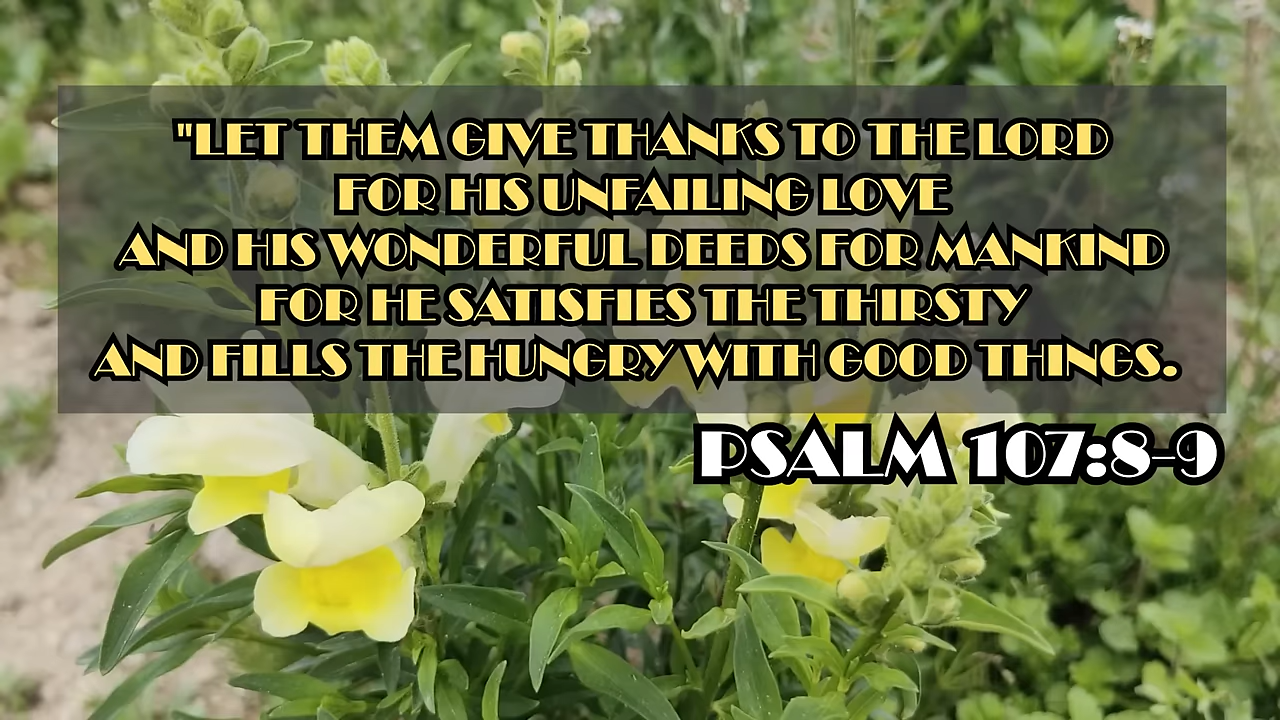 "LET THEM GIVE THANKS TO THE LORD
FOR HIS UNFAILING LOVE
AND HIS WONDERFUL DEEDS FOR MANKIND
FOR HE SATISFIES THE THIRSTY
AND FILLS THE HUNGRY WITH GOOD THINGS.
PSALM 107:8-9